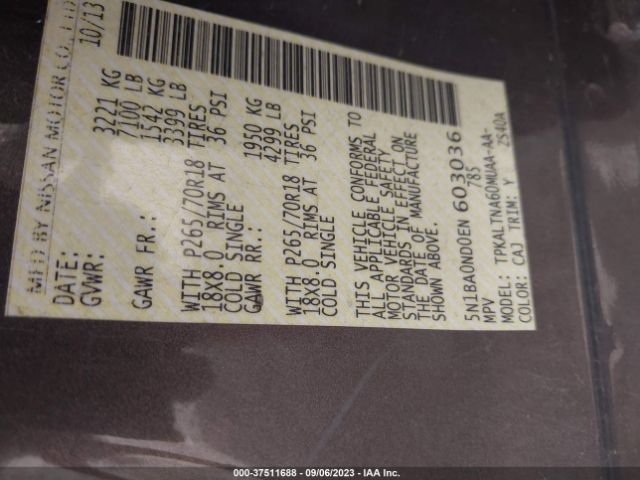 MFD BY NISSAN MOTOR CO., LTD
DATE: 10/13
GVWR: 3221 KG
7100 LB
GAWR FR.: 1542 KG
3399 LB
WITH P265/70R18 TIRES
18X8.0 RIMS AT 36 PSI
COLD SINGLE
GAWR RR.: 1950 KG
4299 LB
WITH P265/70R18 TIRES
18X8.0 RIMS AT 36 PSI
COLD SINGLE
THIS VEHICLE CONFORMS TO
ALL APPLICABLE FEDERAL
MOTOR VEHICLE SAFETY
STANDARDS IN EFFECT ON
THE DATE OF MANUFACTURE
SHOWN ABOVE.
5N1BA0ND0EN 603036
MPV 785
MODEL: TPKALTNA60MUAA-AA-
COLOR: CAJ TRIM: Y ZS40A
000-37511688 - 09/06/2023 - IAA Inc.